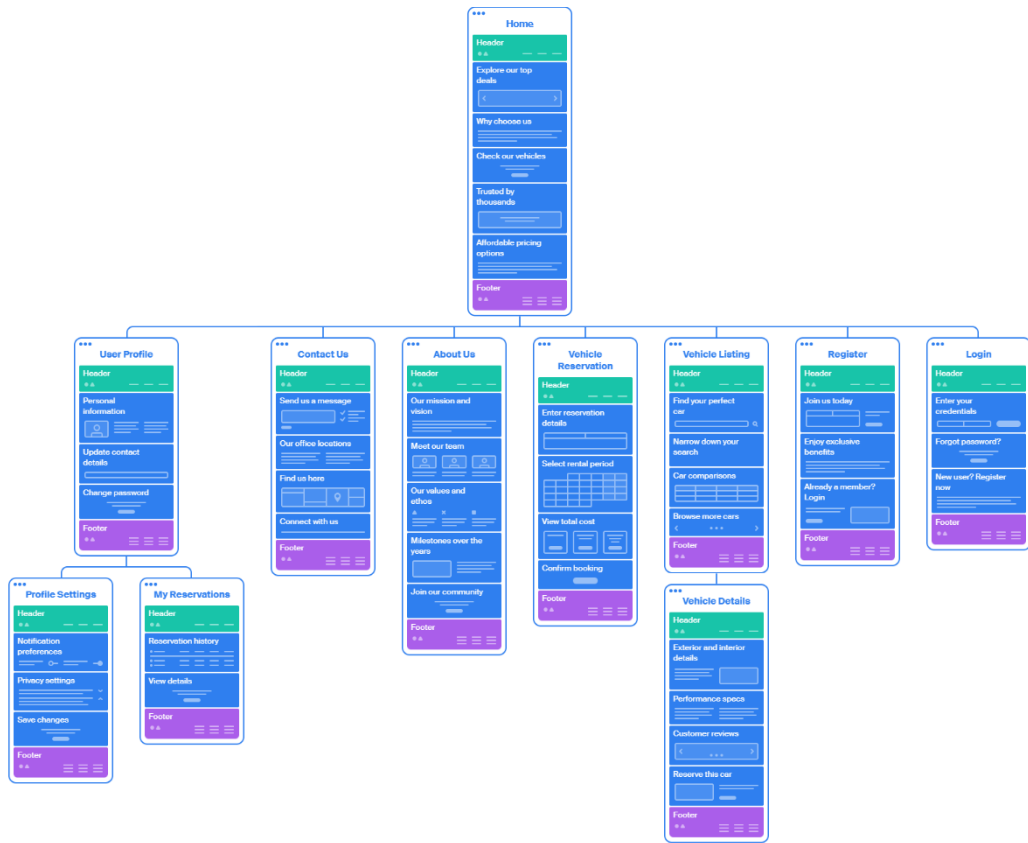 Home
Header
Explore our top
deals
Why choose us
Check our vehicles
Trusted by
thousands
Affordable pricing
options
Footer
User Profile
Header
Personal
information
Update contact
details
Change password
Footer
Contact Us
Header
Send us a message
Our office locations
Find us here
Connect with us
Footer
About Us
Header
Our mission and
vision
Meet our team
Our values and
ethos
Milestones over the
years
Join our community
Footer
Vehicle
Reservation
Header
Enter reservation
details
Select rental period
View total cost
Confirm booking
Footer
Vehicle Listing
Header
Find your perfect
car
Narrow down your
search
Car comparisons
Browse more cars
Footer
Register
Header
Join us today
Enjoy exclusive
benefits
Already a member?
Login
Footer
Login
Header
Enter your
credentials
Forgot password?
New user? Register
now
Footer
Profile Settings
Header
Notification
preferences
Privacy settings
Save changes
Footer
My Reservations
Header
Reservation history
View details
Footer
Vehicle Details
Header
Exterior and interior
details
Performance specs
Customer reviews
Reserve this car
Footer